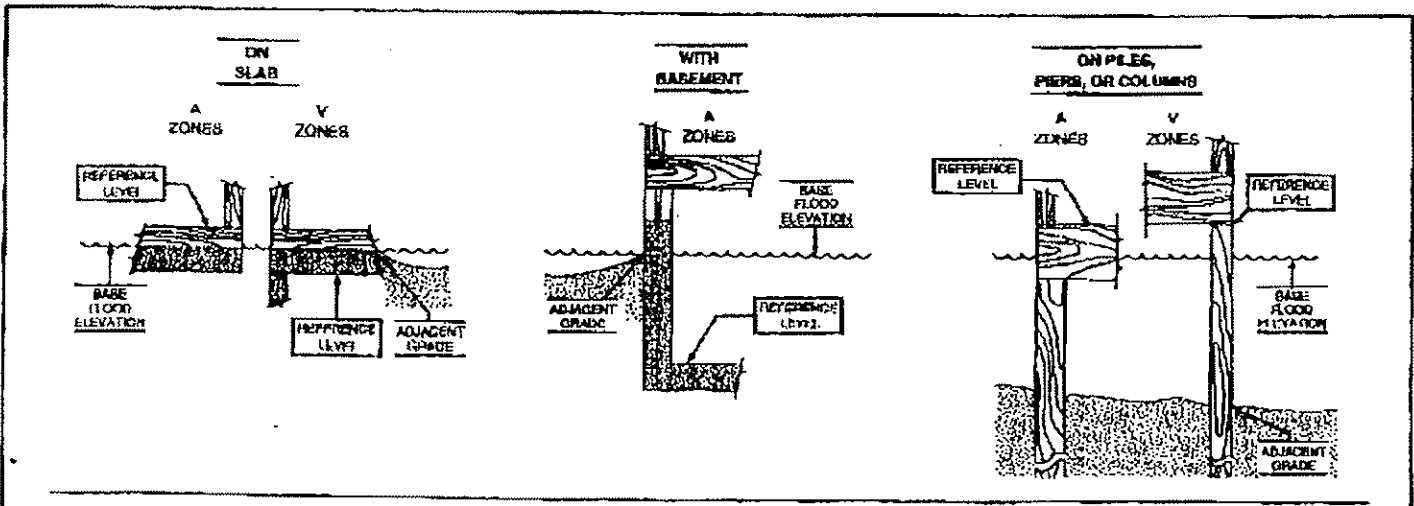 ON
SLAB
A
ZONES
V
ZONES
REFERENCE
LEVEL
BASE
FLOOD
ELEVATION
REFERENCE
LEVEL
ADJACENT
GRADE
WITH
BASEMENT
A
ZONES
BASE
FLOOD
ELEVATION
ADJACENT
GRADE
REFERENCE
LEVEL
ON PILES,
PIERS, OR COLUMNS
A
ZONES
V
ZONES
REFERENCE
LEVEL
REFERENCE
LEVEL
BASE
FLOOD
ELEVATION
ADJACENT
GRADE